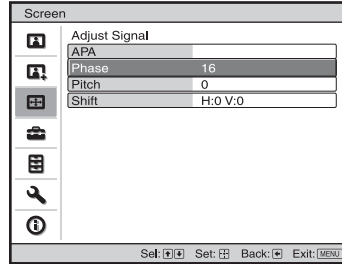 Screen
Adjust Signal
APA
Phase 16
Pitch 0
Shift H:0 V:0
Sel: Set: Back: Exit: MENU